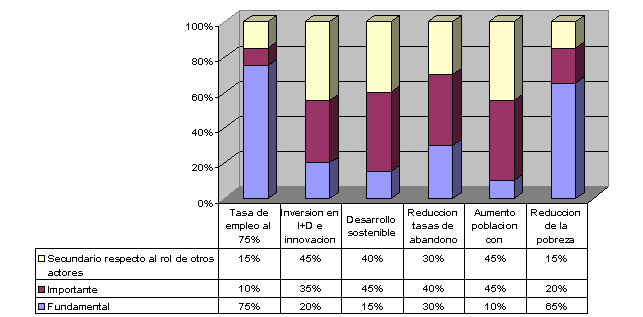 100%
80%
60%
40%
20%
0%
Tasa de empleo al 75%
Inversion en I+D e innovacion
Desarrollo sostenible
Reduccion tasas de abandono
Aumento poblacion con
Reduccion de la pobreza
Secundario respecto al rol de otros actores 15% 45% 40% 30% 45% 15%
Importante 10% 35% 45% 40% 45% 20%
Fundamental 75% 20% 15% 30% 10% 65%